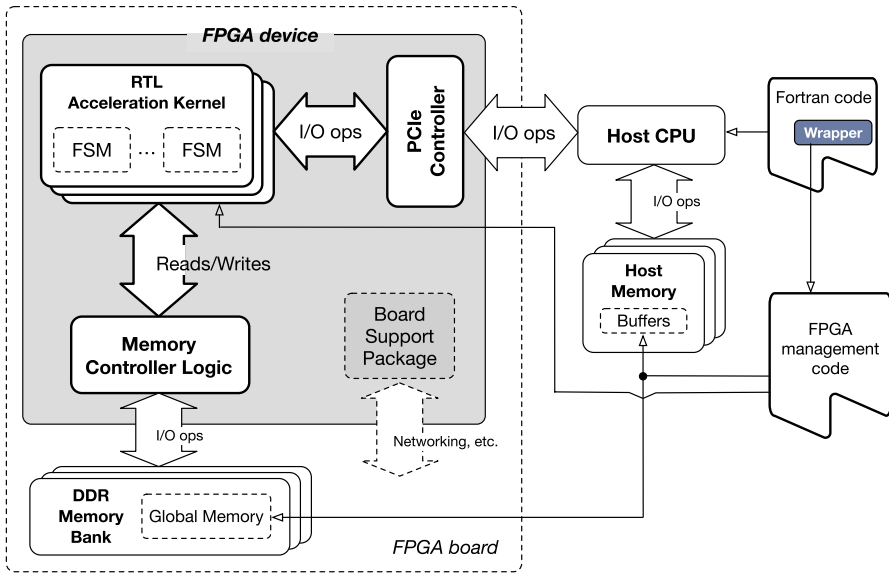 FPGA device
RTL
Acceleration Kernel
FSM ... FSM
I/O ops
PCIe
Controller
I/O ops
Host CPU
Fortran code
Wrapper
I/O ops
Reads/Writes
Host
Memory
Buffers
Board
Support
Package
Memory
Controller Logic
FPGA
management
code
I/O ops
Networking, etc.
DDR
Memory
Bank
Global Memory
FPGA board